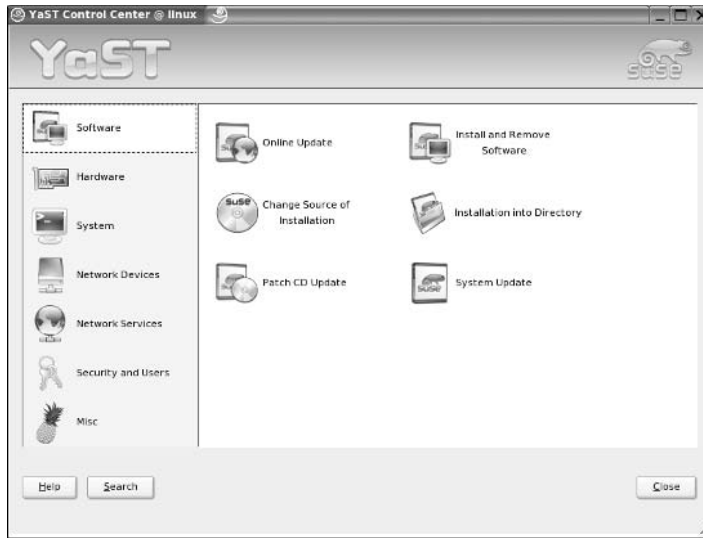 YaST Control Center @ linux
YaST
suse
Software
Hardware
System
Network Devices
Network Services
Security and Users
Misc
Online Update
Install and Remove
Software
Change Source of
Installation
Installation into Directory
Patch CD Update
System Update
Help
Search
Close